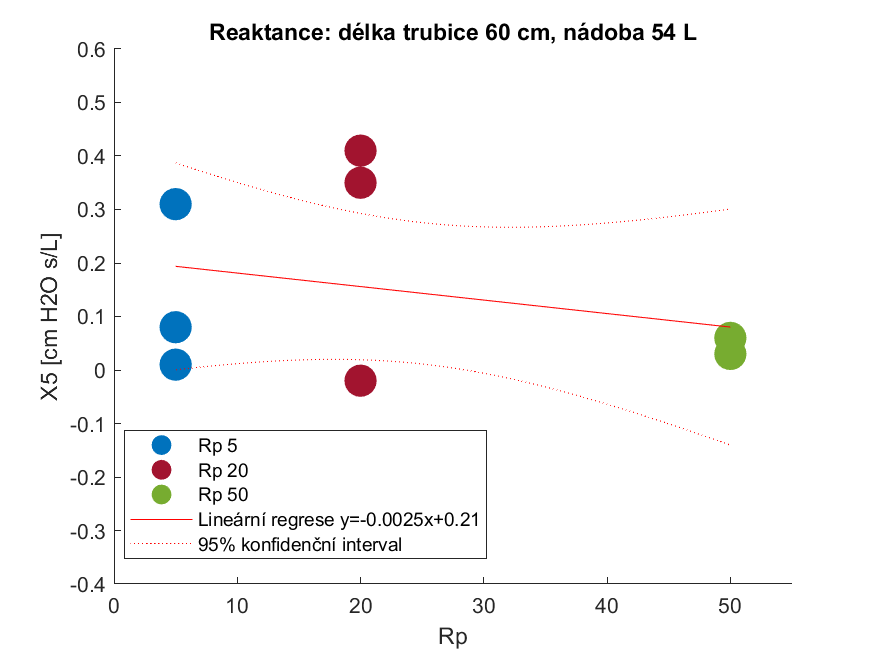 Reaktance: délka trubice 60 cm, nádoba 54 L
0.6
0.5
0.4
0.3
0.2
0.1
0
-0.1
-0.2
-0.3
-0.4
X5 [cm H2O s/L]
Rp 5
Rp 20
Rp 50
Lineární regrese y=-0.0025x+0.21
95% konfidenční interval
0 10 20 30 40 50
Rp